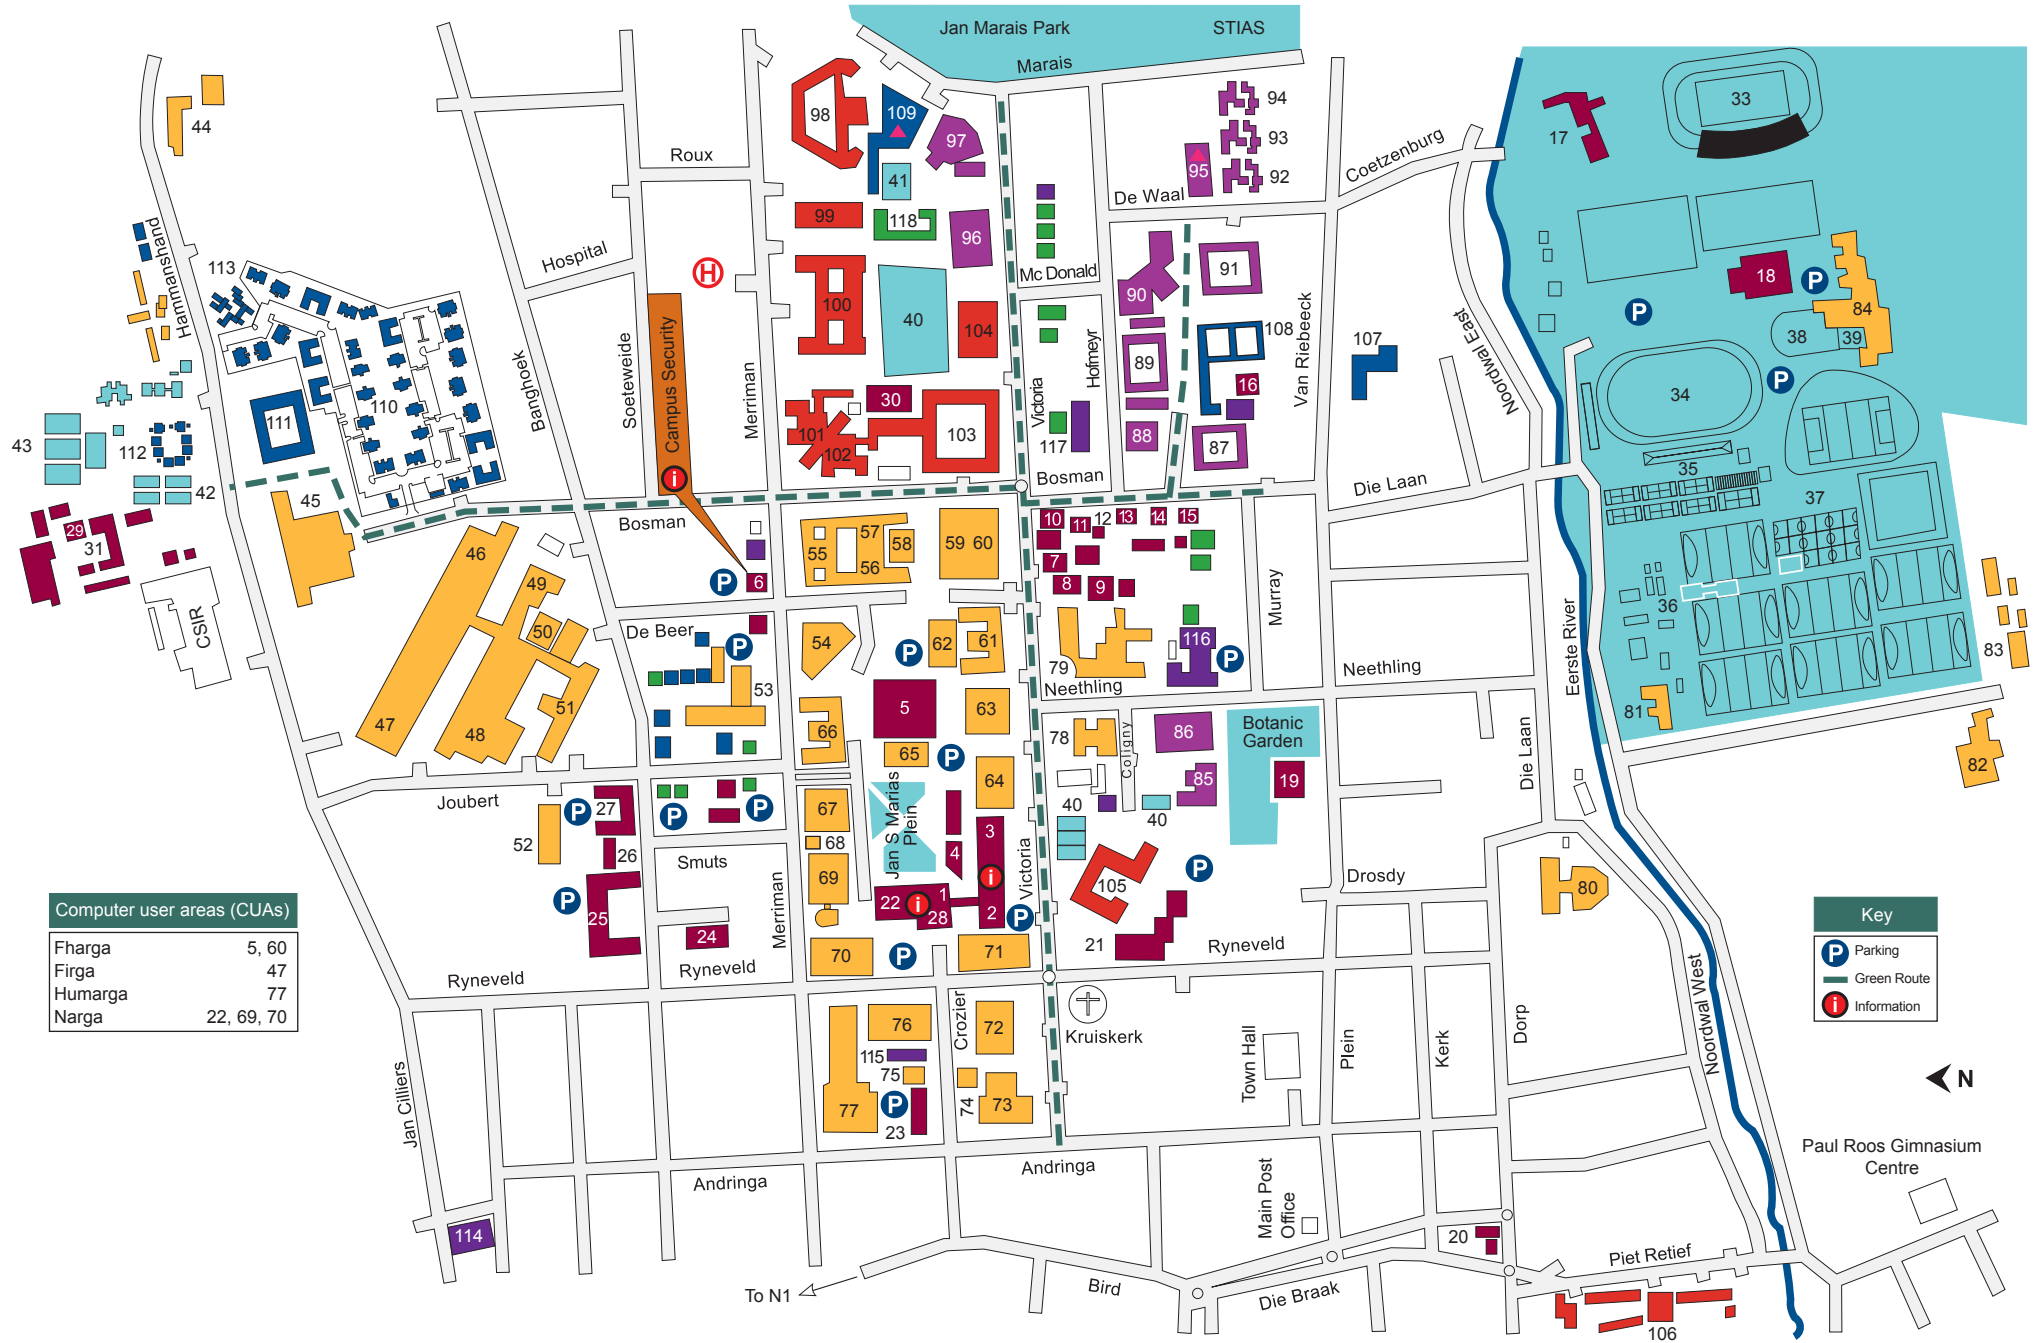 Jan Marais Park
STIAS
Marais
44
98
109
97
94
93
92
95
33
17
Roux
41
De Waal
Coetzenburg
99
118
96
Hammanshand
113
Hospital
H
Mc Donald
91
90
18
P
84
P
38
39
100
40
104
108
107
Noordwal East
Van Riebeeck
Hofmeyr
89
16
P
34
Campus Security
Soeteweide
Banghoek
Merriman
110
111
30
Victoria
117
88
87
101
102
103
43
112
42
45
i
Bosman
Die Laan
35
37
29
31
Bosman
46
57
55
56
58
59 60
10
11
12
13
14
15
7
8
9
CSIR
49
50
P
6
De Beer
P
54
P
62
61
79
116
P
Murray
Neethling
Neethling
Eerste River
36
83
53
47
48
51
66
5
63
65
P
78
Coligny
86
85
Botanic
Garden
19
Die Laan
81
82
Joubert
P
27
52
26
P
P
67
68
Jan S Marias
Plein
64
3
4
i
40
40
Smuts
P
25
24
Merriman
69
22
i
1
28
2
P
Victoria
105
P
21
Drosdy
80
Computer user areas (CUAs)
Fharga 5, 60
Firga 47
Humarga 77
Narga 22, 69, 70
Key
P Parking
Green Route
i Information
Ryneveld
Ryneveld
70
P
71
Ryneveld
Noordwal West
76
115
75
77
P
23
Crozier
72
74
73
Kruiskerk
Town Hall
Plein
Kerk
Dorp
N
Jan Cilliers
114
Andringa
Andringa
Main Post
Office
Paul Roos Gimnasium
Centre
20
Piet Retief
To N1
Bird
Die Braak
106